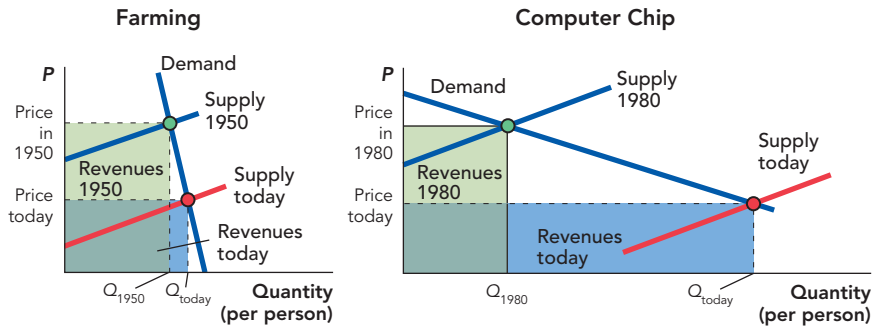 Farming
P
Demand
Supply
1950
Price
in
1950
Revenues
1950
Supply
today
Price
today
Revenues
today
Q1950
Qtoday
Quantity
(per person)
Computer Chip
P
Demand
Supply
1980
Price
in
1980
Supply
today
Revenues
1980
Price
today
Revenues
today
Q1980
Qtoday
Quantity
(per person)